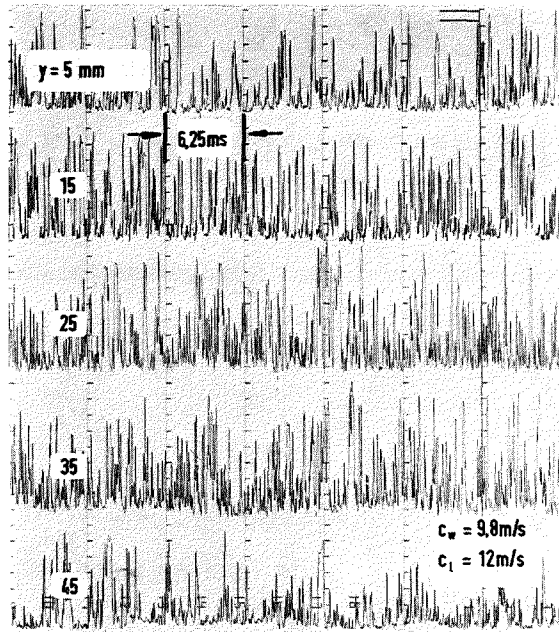 y = 5 mm
6,25ms
15
25
35
c_w = 9.8m/s
c_l = 12m/s
45